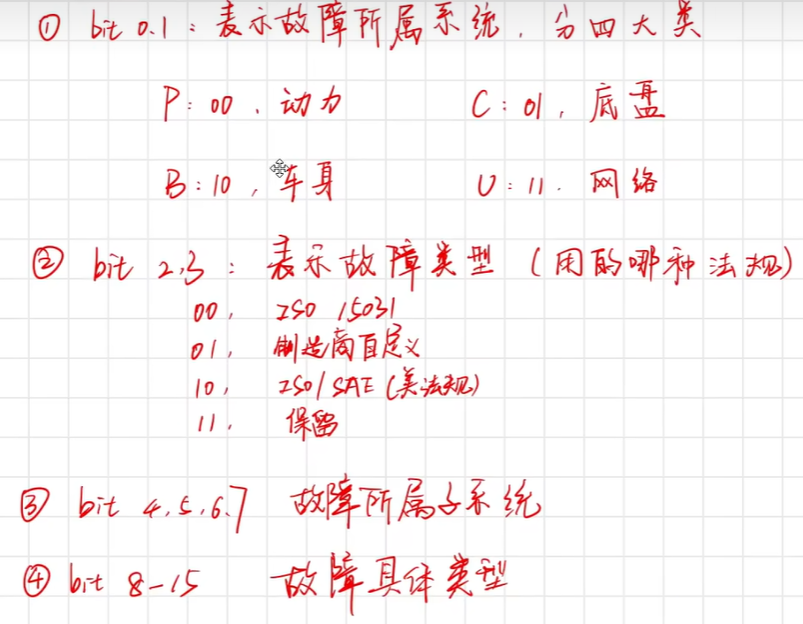 ① bit 0.1：表示故障所属系统，分四大类
P：00，动力 C：01，底盘
B：10，车身 U：11．网络
② bit 2,3：表示故障类型（用的哪种法规）
00， ISO 15031
01， 制造商自定义
10， ISO/SAE（美法规）
11． 保留
③ bit 4,5,6.7 故障所属子系统
④ bit 8-15 故障具体类型